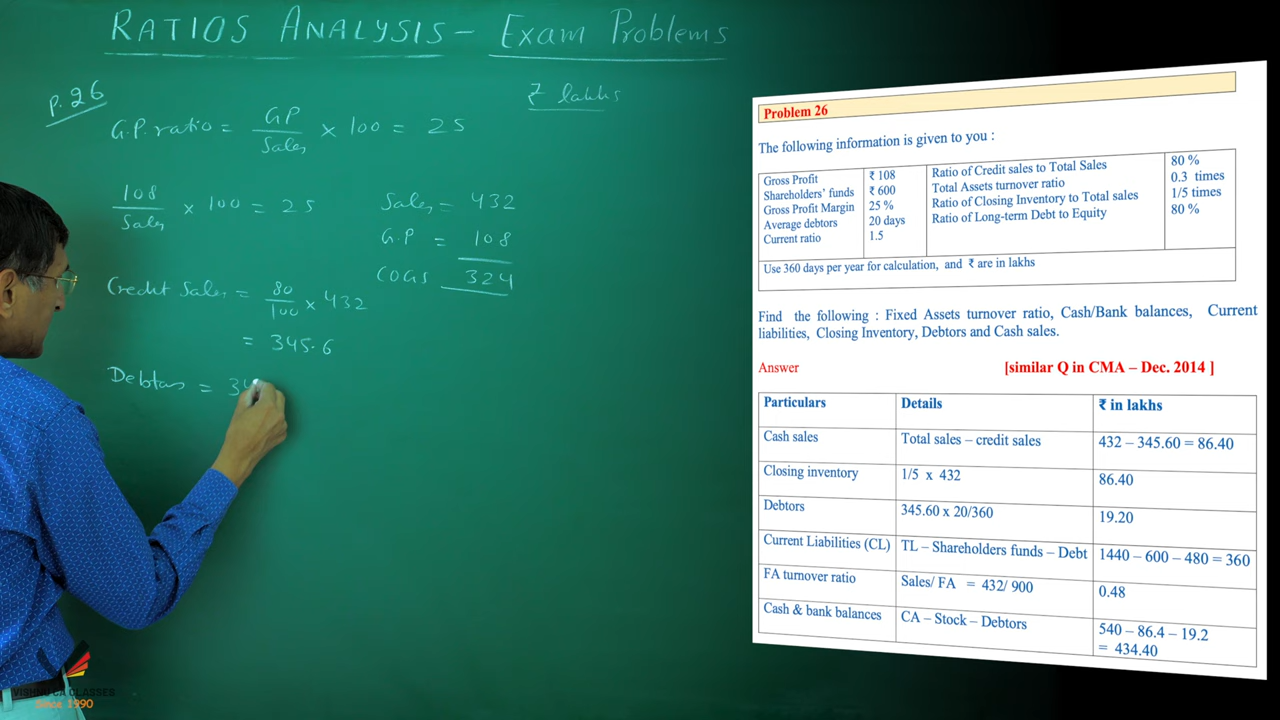 RATIOS ANALYSIS – Exam Problems
P. 26
₹ lakhs
G.P. ratio = GP / Sales × 100 = 25
108 / Sales × 100 = 25
Sales = 432
G.P = 108
COGS 324
Credit Sales = 80 / 100 × 432
= 345.6
Debtors = 34
Problem 26
The following information is given to you :
Gross Profit ₹ 108 Ratio of Credit sales to Total Sales 80 %
Shareholders' funds ₹ 600 Total Assets turnover ratio 0.3 times
Gross Profit Margin 25 % Ratio of Closing Inventory to Total sales 1/5 times
Average debtors 20 days Ratio of Long-term Debt to Equity 80 %
Current ratio 1.5
Use 360 days per year for calculation, and ₹ are in lakhs
Find the following : Fixed Assets turnover ratio, Cash/Bank balances, Current
liabilities, Closing Inventory, Debtors and Cash sales.
Answer [similar Q in CMA – Dec. 2014 ]
Particulars Details ₹ in lakhs
Cash sales Total sales – credit sales 432 – 345.60 = 86.40
Closing inventory 1/5 x 432 86.40
Debtors 345.60 x 20/360 19.20
Current Liabilities (CL) TL – Shareholders funds – Debt 1440 – 600 – 480 = 360
FA turnover ratio Sales/ FA = 432/ 900 0.48
Cash & bank balances CA – Stock – Debtors 540 – 86.4 – 19.2
= 434.40
VISHNU CA CLASSES
Since 1990